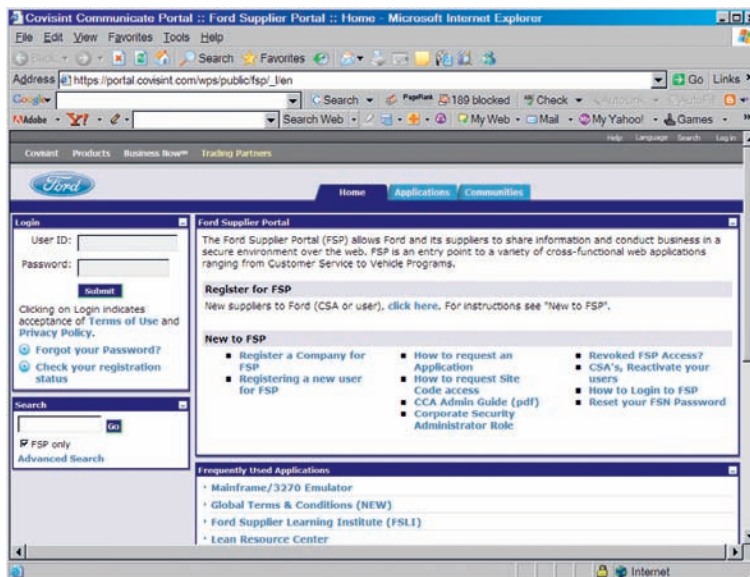 Covisint Communicate Portal :: Ford Supplier Portal :: Home - Microsoft Internet Explorer
File Edit View Favorites Tools Help
Back Search Favorites
Address https://portal.covisint.com/wps/public/fsp/_l/en Go Links »
Google Search PageRank 189 blocked Check AutoLink AutoFill
Adobe Y! Search Web My Web Mail My Yahoo! Games »
Help Language Search Log in
Covisint Products Business Now Trading Partners
Ford Home Applications Communities
Login
User ID:
Password:
Submit
Clicking on Login indicates
acceptance of Terms of Use and
Privacy Policy.
Forgot your Password?
Check your registration
status
Search
Go
FSP only
Advanced Search
Ford Supplier Portal
The Ford Supplier Portal (FSP) allows Ford and its suppliers to share information and conduct business in a
secure environment over the web. FSP is an entry point to a variety of cross-functional web applications
ranging from Customer Service to Vehicle Programs.
Register for FSP
New suppliers to Ford (CSA or user), click here. For instructions see "New to FSP".
New to FSP
Register a Company for
FSP
Registering a new user
for FSP
How to request an
Application
How to request Site
Code access
CCA Admin Guide (pdf)
Corporate Security
Administrator Role
Revoked FSP Access?
CSA's, Reactivate your
users
How to Login to FSP
Reset your FSN Password
Frequently Used Applications
Mainframe/3270 Emulator
Global Terms & Conditions (NEW)
Ford Supplier Learning Institute (FSLI)
Lean Resource Center
Internet